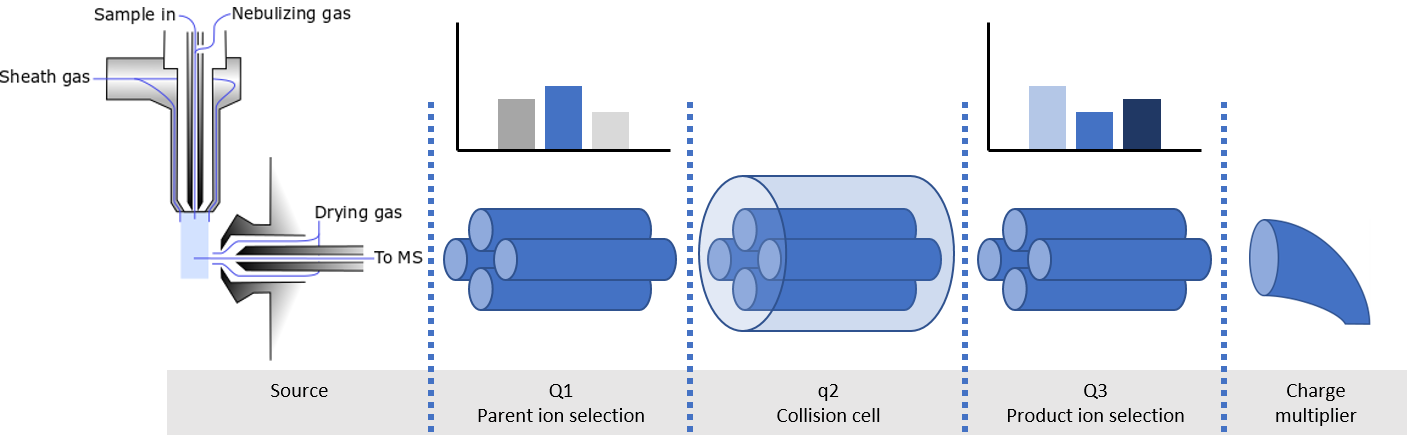 Sample in
Nebulizing gas
Sheath gas
Drying gas
To MS
Source
Q1
Parent ion selection
q2
Collision cell
Q3
Product ion selection
Charge
multiplier